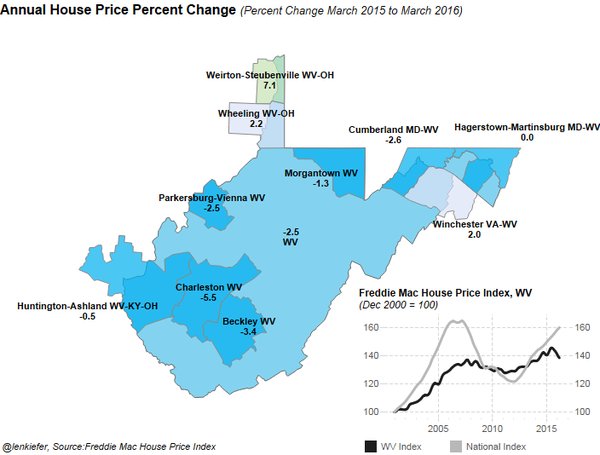 Annual House Price Percent Change (Percent Change March 2015 to March 2016)
Weirton-Steubenville WV-OH
7.1
Wheeling WV-OH
2.2
Cumberland MD-WV
-2.6
Hagerstown-Martinsburg MD-WV
0.0
Morgantown WV
-1.3
Parkersburg-Vienna WV
-2.5
Winchester VA-WV
2.0
-2.5
WV
Charleston WV
-5.5
Huntington-Ashland WV-KY-OH
-0.5
Beckley WV
-3.4
Freddie Mac House Price Index, WV
(Dec 2000 = 100)
160 160
140 140
120 120
100 100
2005 2010 2015
WV Index National Index
@lenkiefer, Source:Freddie Mac House Price Index